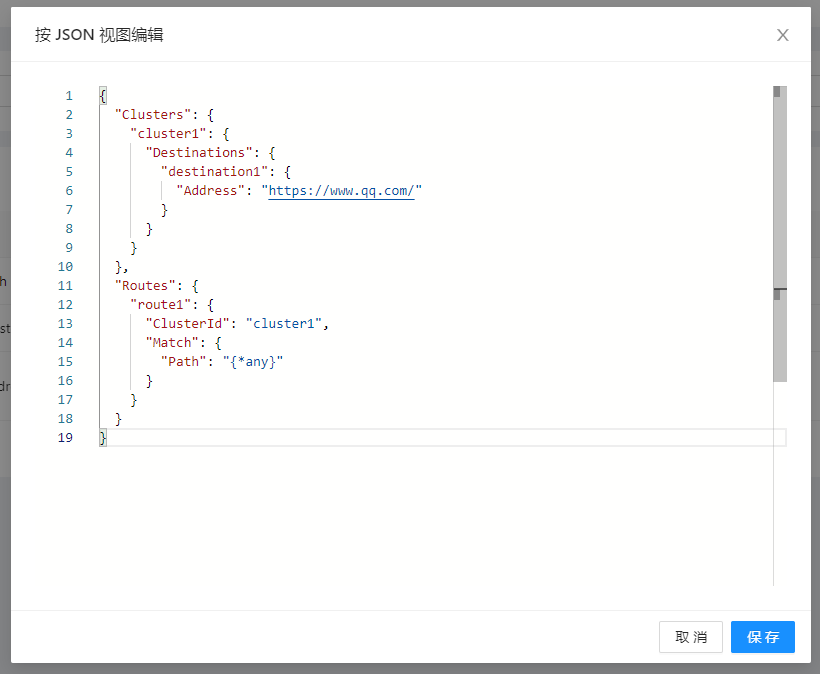 按 JSON 视图编辑
1 {
2   "Clusters": {
3     "cluster1": {
4       "Destinations": {
5         "destination1": {
6           "Address": "https://www.qq.com/"
7         }
8       }
9     }
10   },
11   "Routes": {
12     "route1": {
13       "ClusterId": "cluster1",
14       "Match": {
15         "Path": "{*any}"
16       }
17     }
18   }
19 }
取 消 保 存